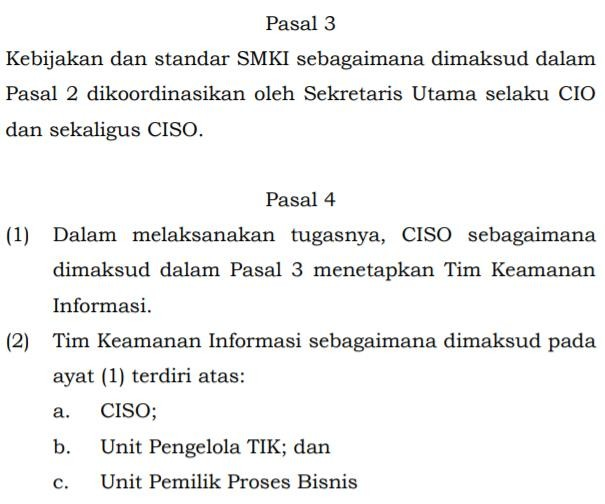 Pasal 3
Kebijakan dan standar SMKI sebagaimana dimaksud dalam
Pasal 2 dikoordinasikan oleh Sekretaris Utama selaku CIO
dan sekaligus CISO.
Pasal 4
(1) Dalam melaksanakan tugasnya, CISO sebagaimana
dimaksud dalam Pasal 3 menetapkan Tim Keamanan
Informasi.
(2) Tim Keamanan Informasi sebagaimana dimaksud pada
ayat (1) terdiri atas:
a. CISO;
b. Unit Pengelola TIK; dan
c. Unit Pemilik Proses Bisnis